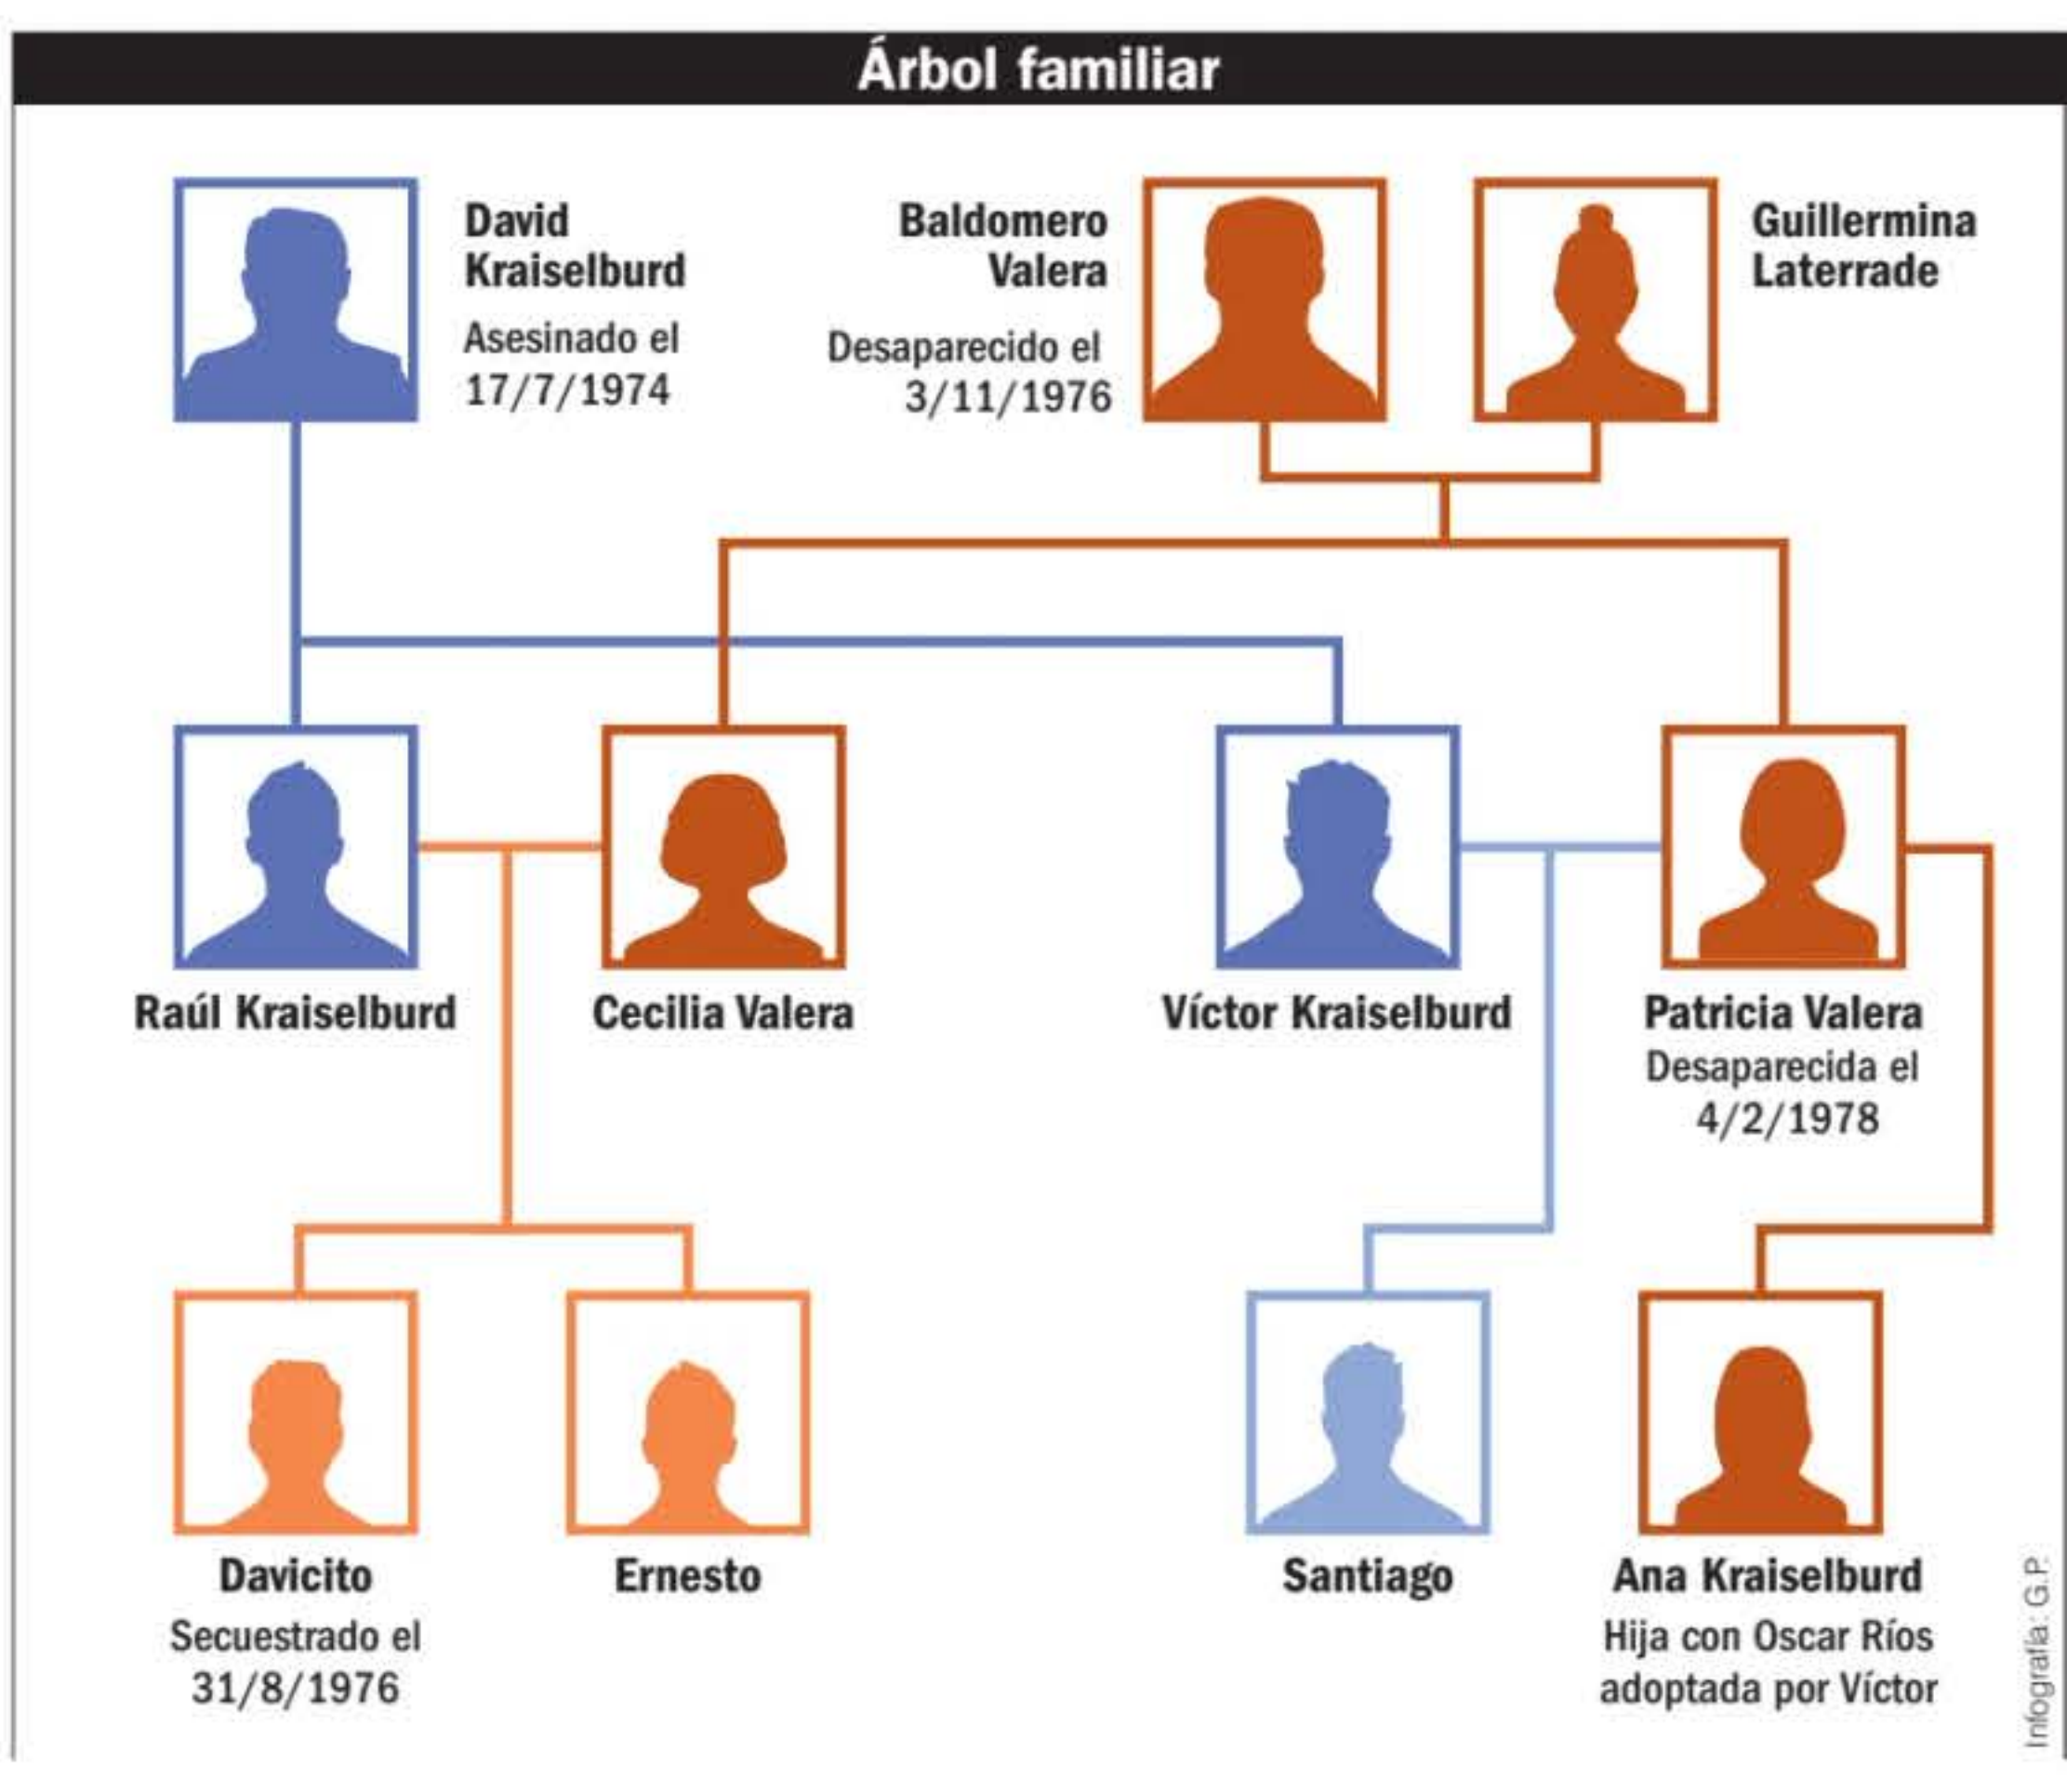 Árbol familiar
David
Kraiselburd
Asesinado el
17/7/1974
Baldomero
Valera
Desaparecido el
3/11/1976
Guillermina
Laterrade
Raúl Kraiselburd
Cecilia Valera
Víctor Kraiselburd
Patricia Valera
Desaparecida el
4/2/1978
Davicito
Secuestrado el
31/8/1976
Ernesto
Santiago
Ana Kraiselburd
Hija con Oscar Ríos
adoptada por Víctor
Infografía: G.P.